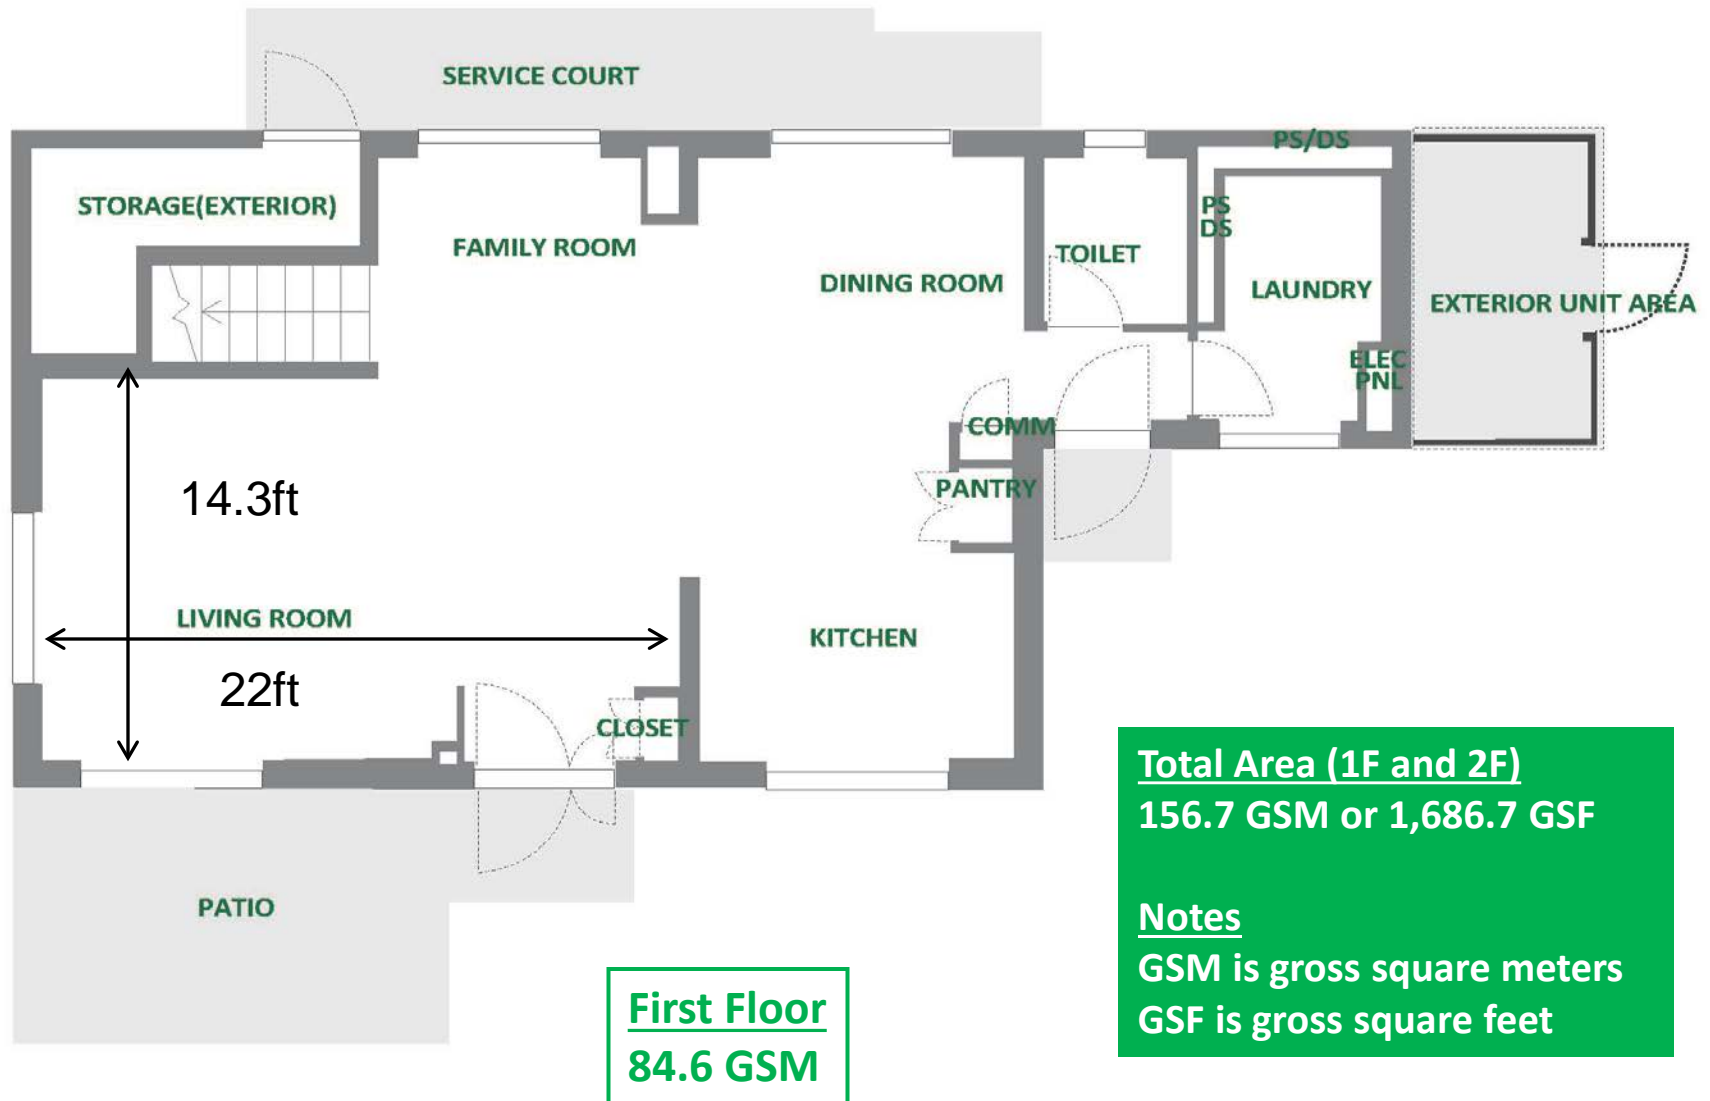 SERVICE COURT
PS/DS
STORAGE(EXTERIOR)
PS
DS
FAMILY ROOM
TOILET
DINING ROOM
LAUNDRY
EXTERIOR UNIT AREA
ELEC
PNL
COMM
PANTRY
14.3ft
LIVING ROOM
KITCHEN
22ft
CLOSET
PATIO
Total Area (1F and 2F)
156.7 GSM or 1,686.7 GSF
Notes
GSM is gross square meters
GSF is gross square feet
First Floor
84.6 GSM